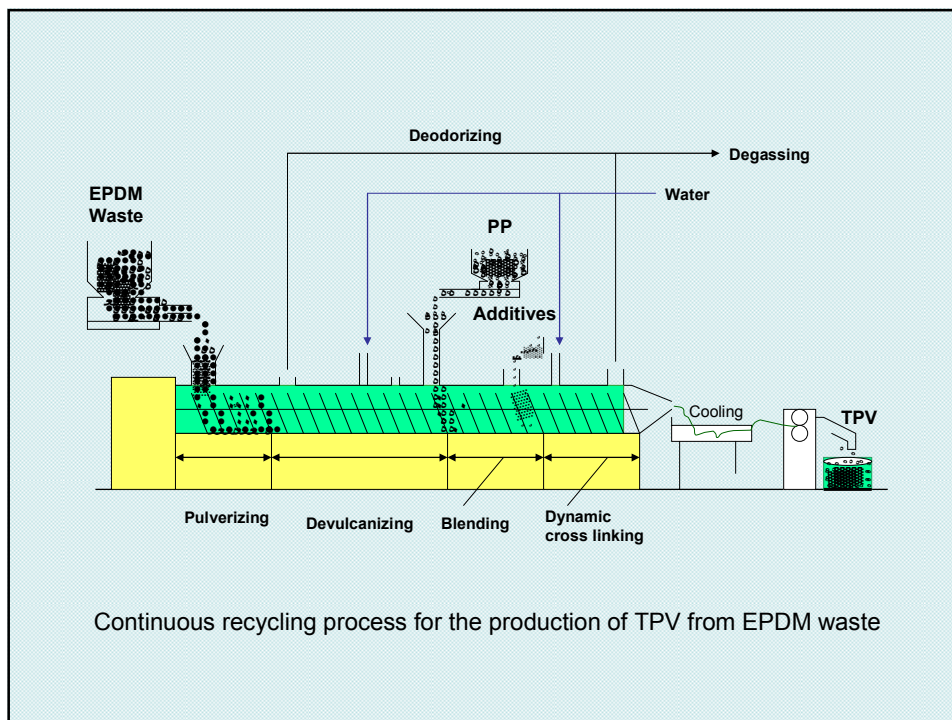 Deodorizing
Degassing
EPDM
Waste
Water
PP
Additives
Cooling
TPV
Pulverizing
Devulcanizing
Blending
Dynamic
cross linking
Continuous recycling process for the production of TPV from EPDM waste